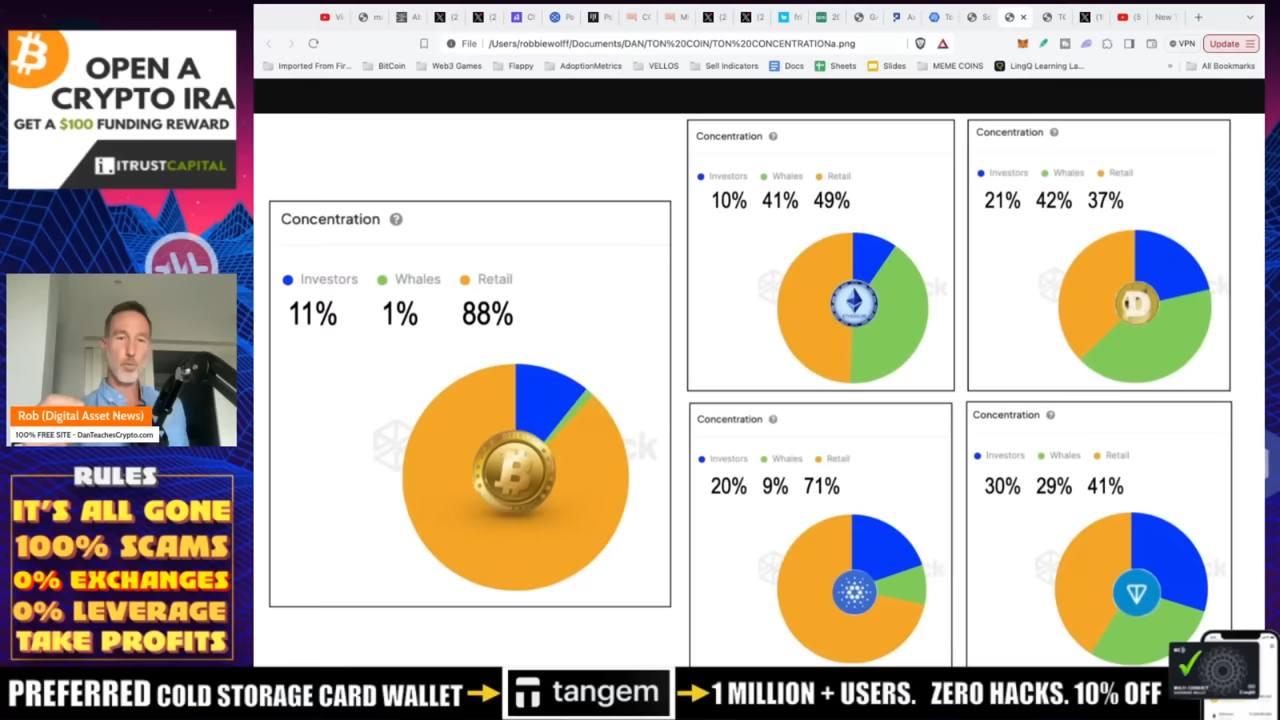 OPEN A
CRYPTO IRA
GET A $100 FUNDING REWARD
ITRUSTCAPITAL
Rob (Digital Asset News)
100% FREE SITE - DanTeachesCrypto.com
RULES
IT'S ALL GONE
100% SCAMS
0% EXCHANGES
0% LEVERAGE
TAKE PROFITS
File /Users/robbiewolff/Documents/DAN/TON%20COIN/TON%20CONCENTRATIONa.png
VPN
Update
Imported From Fir...
BitCoin
Web3 Games
Flappy
AdoptionMetrics
VELLOS
Sell Indicators
Docs
Sheets
Slides
MEME COINS
LingQ Learning La...
»
All Bookmarks
Concentration ?
Investors Whales Retail
11% 1% 88%
Concentration ?
Investors Whales Retail
10% 41% 49%
Concentration ?
Investors Whales Retail
21% 42% 37%
Concentration ?
Investors Whales Retail
20% 9% 71%
Concentration ?
Investors Whales Retail
30% 29% 41%
PREFERRED COLD STORAGE CARD WALLET
tangem
1 MILLION + USERS. ZERO HACKS. 10% OFF